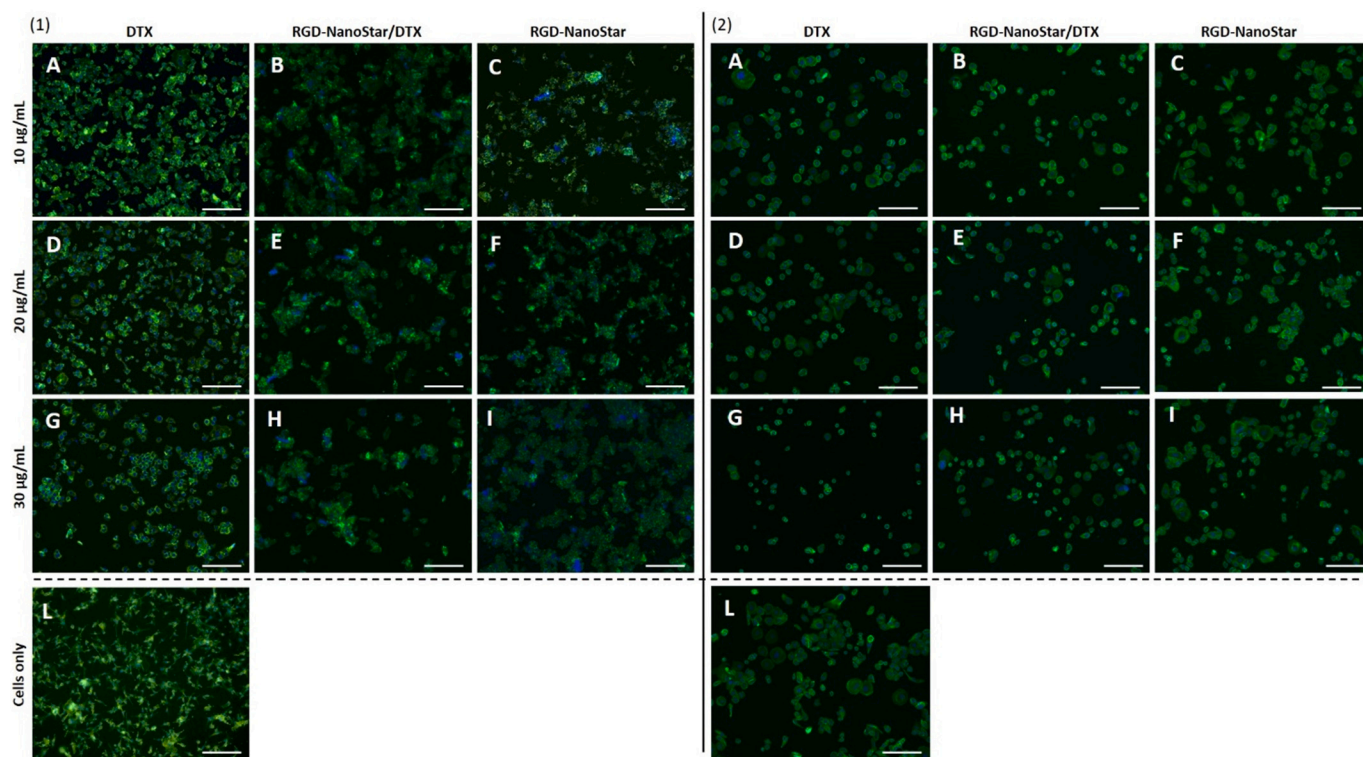 (1) (2)
DTX RGD-NanoStar/DTX RGD-NanoStar DTX RGD-NanoStar/DTX RGD-NanoStar
10 µg/mL A B C A B C
20 µg/mL D E F D E F
30 µg/mL G H I G H I
Cells only L L